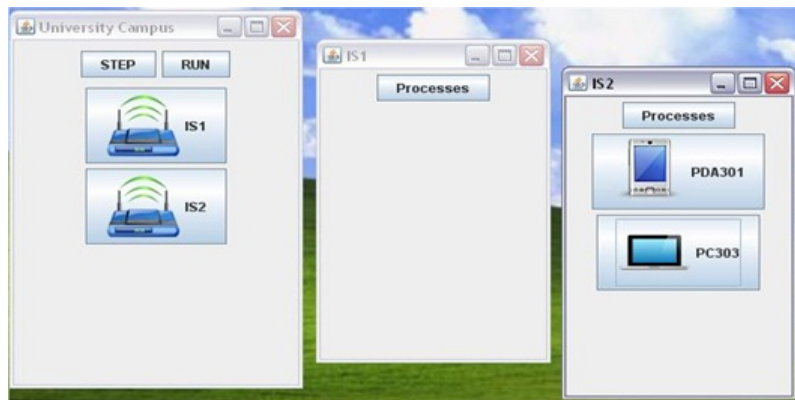 University Campus
STEP RUN
IS1
IS2
IS1
Processes
IS2
Processes
PDA301
PC303